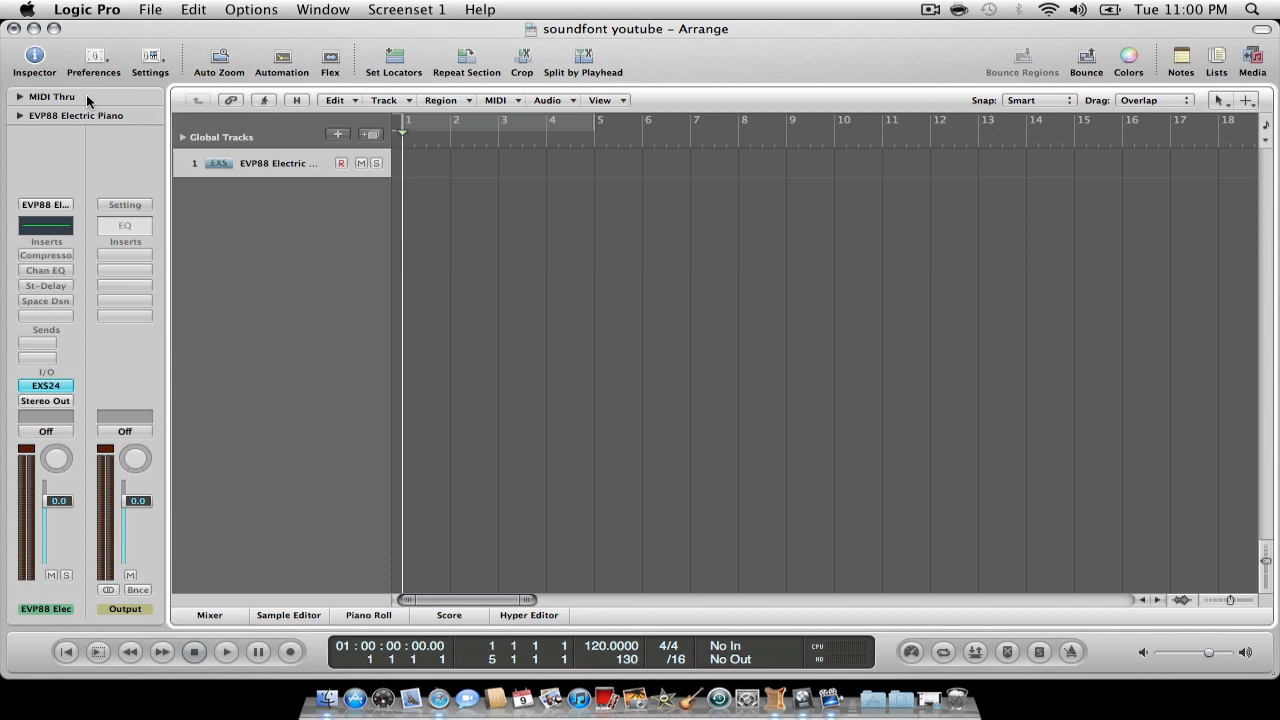 Logic Pro File Edit Options Window Screenset 1 Help Tue 11:00 PM
soundfont youtube – Arrange
Inspector Preferences Settings Auto Zoom Automation Flex Set Locators Repeat Section Crop Split by Playhead Bounce Regions Bounce Colors Notes Lists Media
MIDI Thru
EVP88 Electric Piano
H Edit Track Region MIDI Audio View Snap: Smart Drag: Overlap
1 2 3 4 5 6 7 8 9 10 11 12 13 14 15 16 17 18
Global Tracks
1 EXS EVP88 Electric ... R M S
EVP88 El... Setting
EQ
Inserts Inserts
Compresso
Chan EQ
St-Delay
Space Dsn
Sends
I/O
EXS24
Stereo Out
Off Off
0.0 0.0
M S M
Bnce
EVP88 Elec Output
Mixer Sample Editor Piano Roll Score Hyper Editor
01:00:00:00.00 1 1 1 1 120.0000 4/4 No In CPU
1 1 1 1 5 1 1 1 130 /16 No Out HD
9